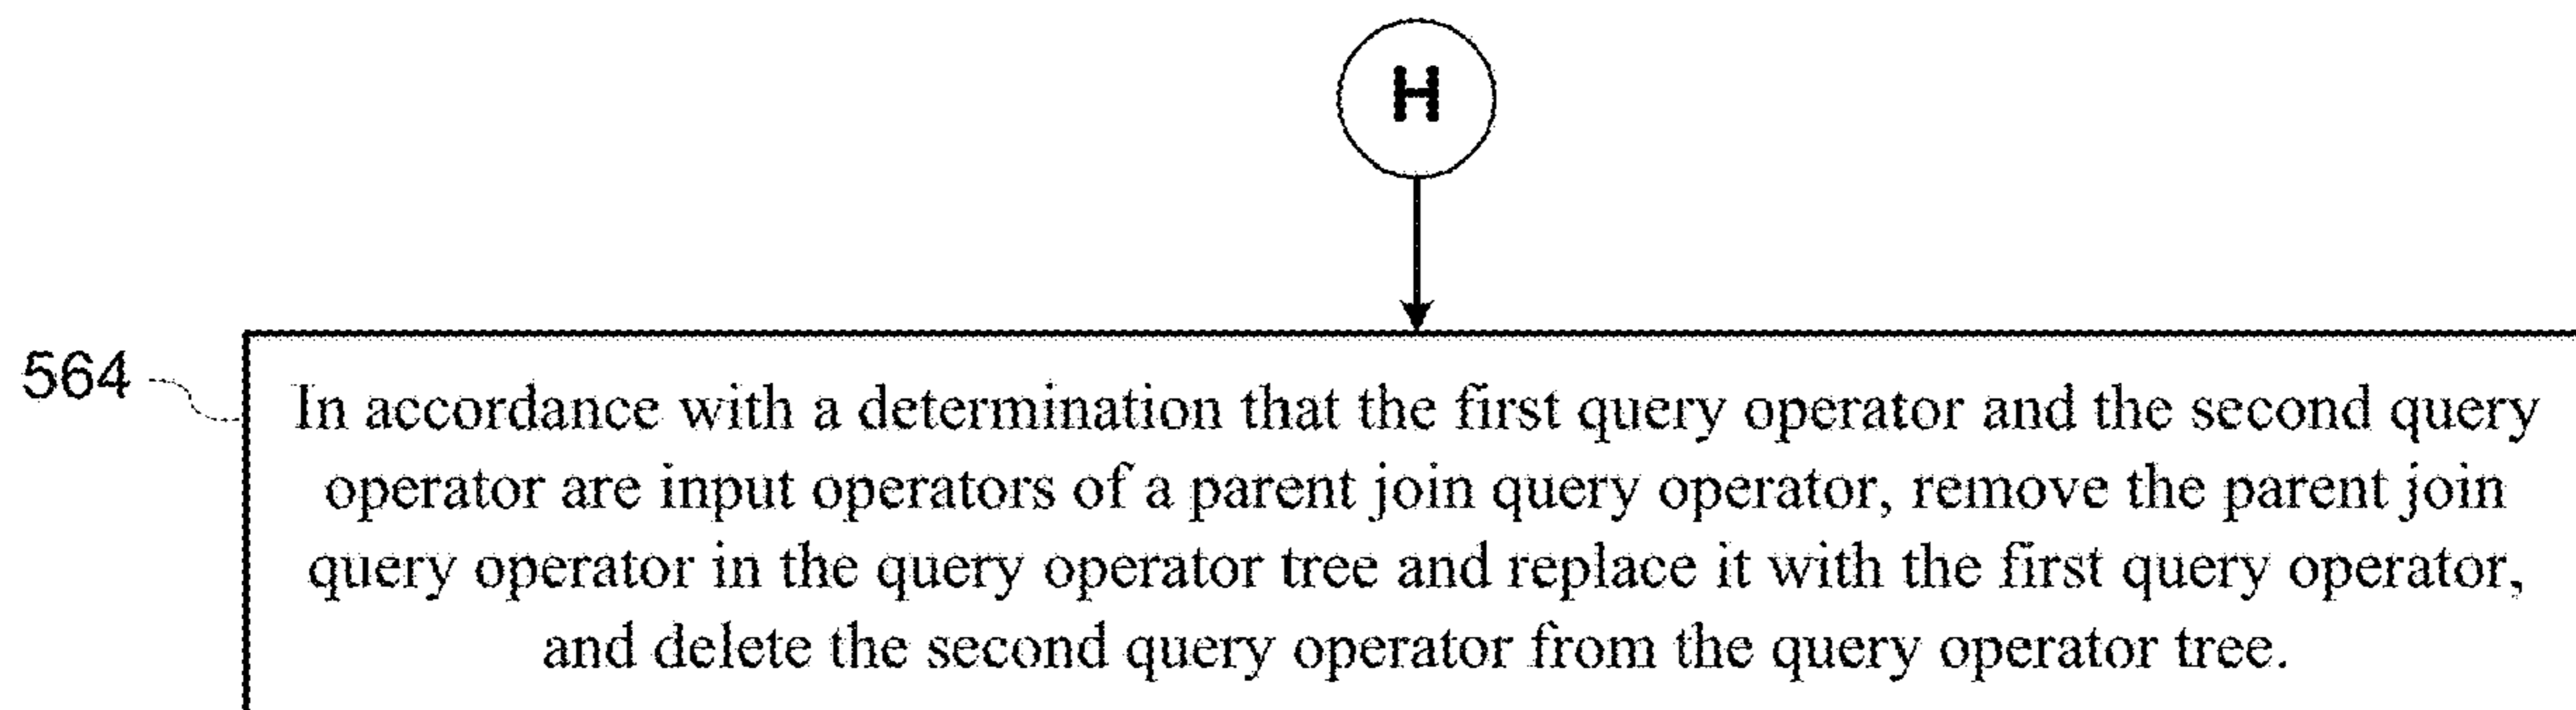 H
564
In accordance with a determination that the first query operator and the second query
operator are input operators of a parent join query operator, remove the parent join
query operator in the query operator tree and replace it with the first query operator,
and delete the second query operator from the query operator tree.